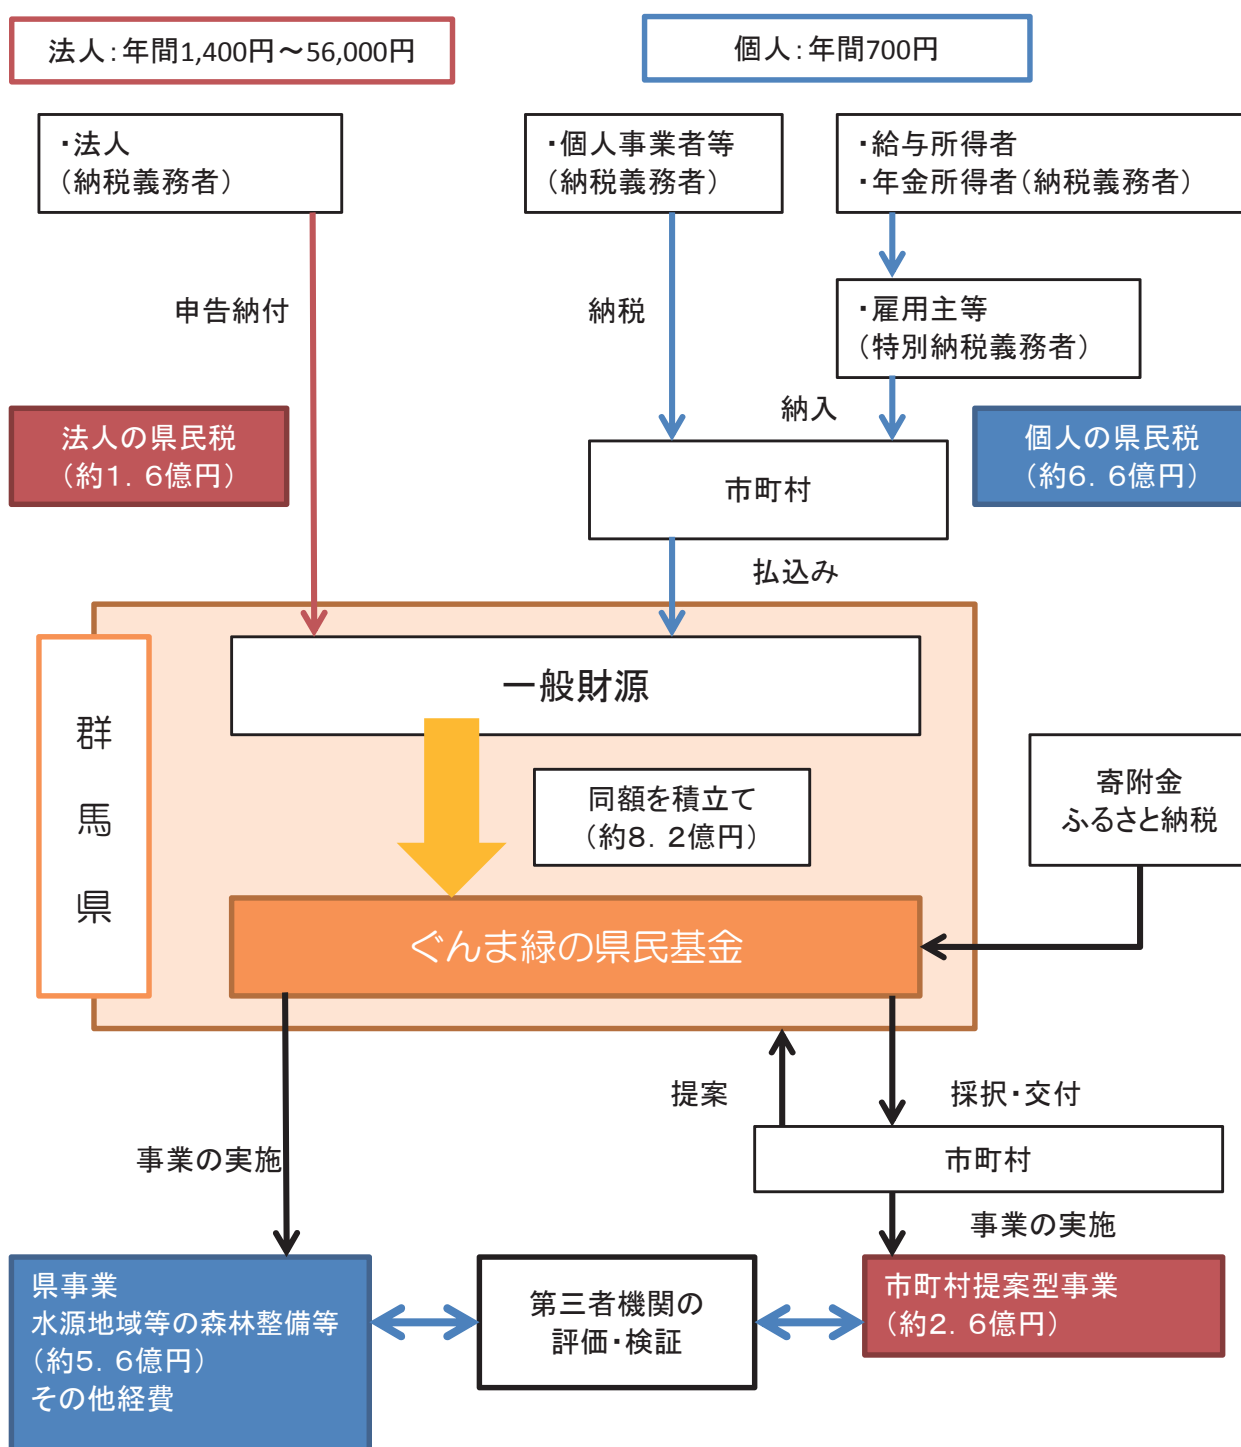 法人：年間1,400円～56,000円
個人：年間700円
・法人
（納税義務者）
・個人事業者等
（納税義務者）
・給与所得者
・年金所得者（納税義務者）
申告納付
納税
・雇用主等
（特別納税義務者）
納入
法人の県民税
（約1．6億円）
個人の県民税
（約6．6億円）
市町村
払込み
群馬県
一般財源
同額を積立て
（約8．2億円）
寄附金
ふるさと納税
ぐんま緑の県民基金
提案
採択・交付
事業の実施
市町村
事業の実施
県事業
水源地域等の森林整備等
（約5．6億円）
その他経費
第三者機関の
評価・検証
市町村提案型事業
（約2．6億円）